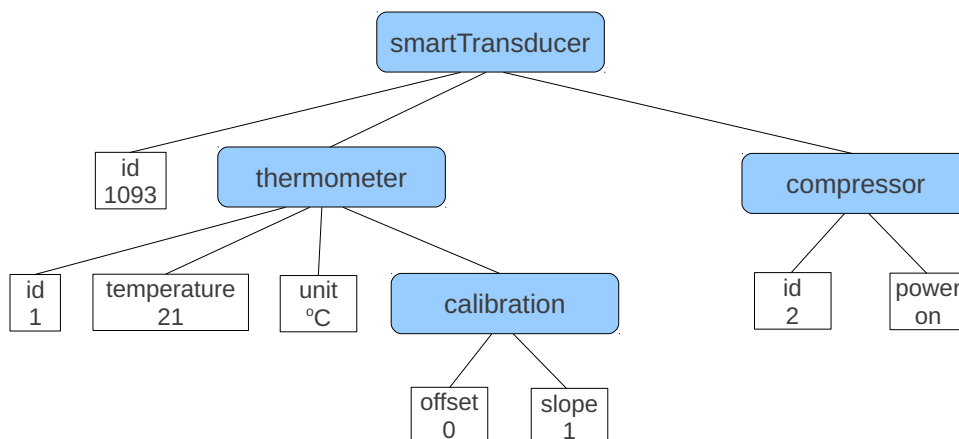 smartTransducer
id
1093
thermometer
compressor
id
1
temperature
21
unit
ºC
calibration
id
2
power
on
offset
0
slope
1